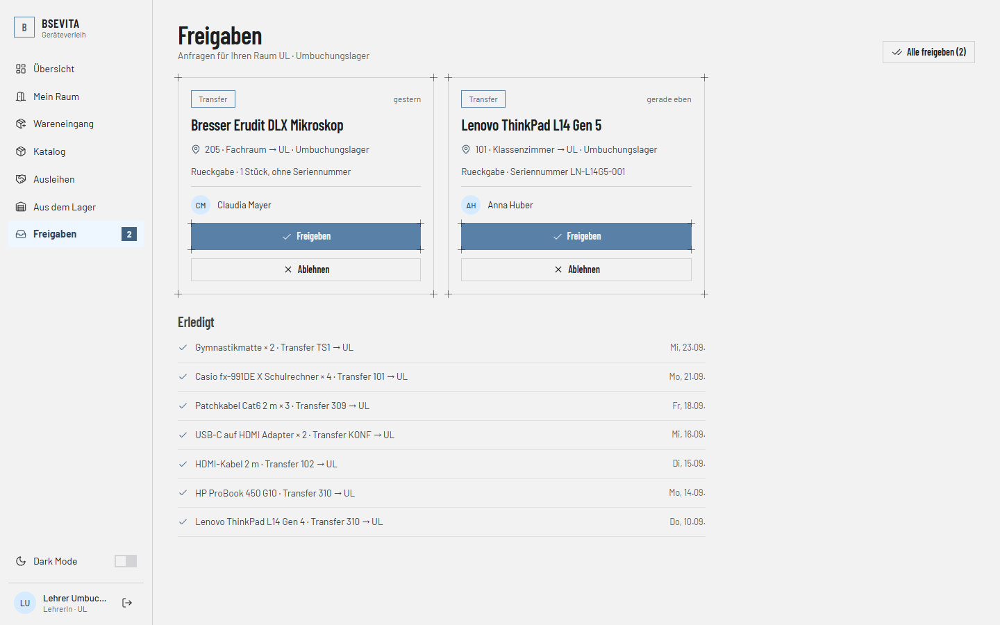 B
BSEVITA
Geräteverleih
Übersicht
Mein Raum
Wareneingang
Katalog
Ausleihen
Aus dem Lager
Freigaben
2
Dark Mode
LU
Lehrer Umbuc...
LehrerIn · UL
Freigaben
Anfragen für Ihren Raum UL · Umbuchungslager
Alle freigeben (2)
Transfer
gestern
Bresser Erudit DLX Mikroskop
205 · Fachraum → UL · Umbuchungslager
Rueckgabe · 1 Stück, ohne Seriennummer
CM
Claudia Mayer
Freigeben
Ablehnen
Transfer
gerade eben
Lenovo ThinkPad L14 Gen 5
101 · Klassenzimmer → UL · Umbuchungslager
Rueckgabe · Seriennummer LN-L14G5-001
AH
Anna Huber
Freigeben
Ablehnen
Erledigt
Gymnastikmatte × 2 · Transfer TS1 → UL
Mi, 23.09.
Casio fx-991DE X Schulrechner × 4 · Transfer 101 → UL
Mo, 21.09.
Patchkabel Cat6 2 m × 3 · Transfer 309 → UL
Fr, 18.09.
USB-C auf HDMI Adapter × 2 · Transfer KONF → UL
Mi, 16.09.
HDMI-Kabel 2 m · Transfer 102 → UL
Di, 15.09.
HP ProBook 450 G10 · Transfer 310 → UL
Mo, 14.09.
Lenovo ThinkPad L14 Gen 4 · Transfer 310 → UL
Do, 10.09.